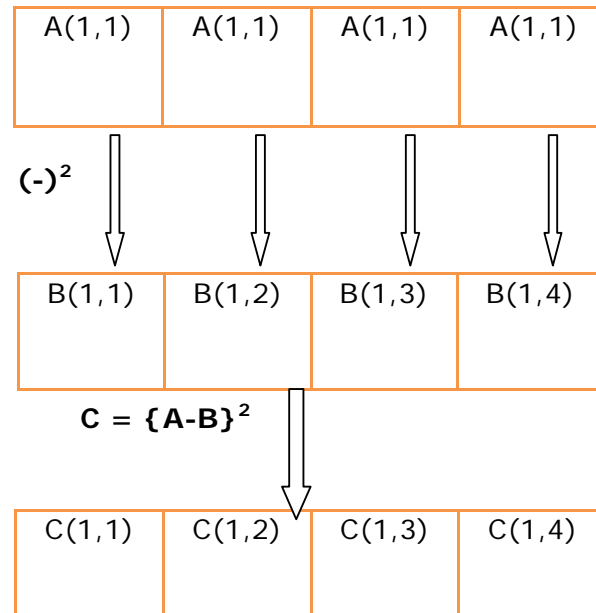 A(1,1) A(1,1) A(1,1) A(1,1)
(-)²
B(1,1) B(1,2) B(1,3) B(1,4)
C = {A-B}²
C(1,1) C(1,2) C(1,3) C(1,4)